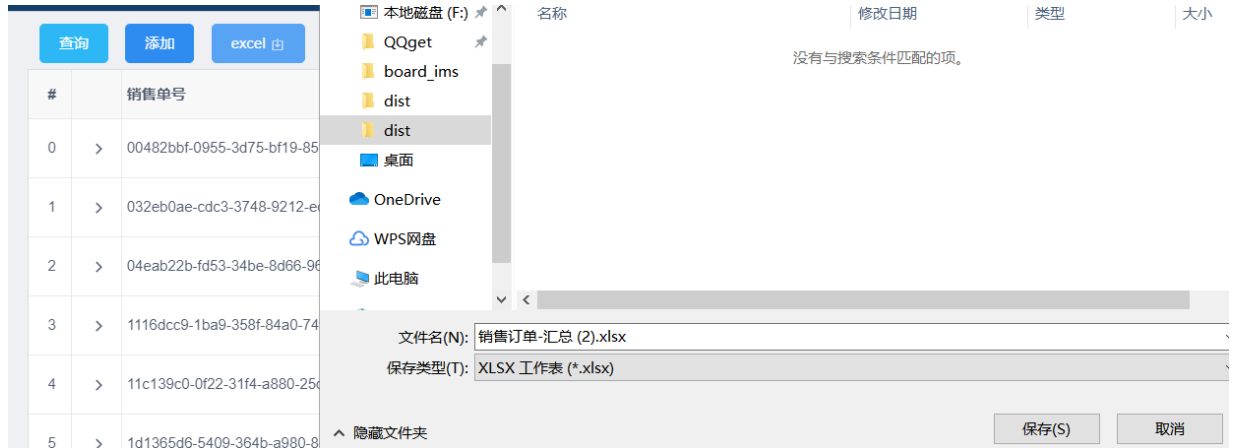 查询
添加
excel
#
销售单号
0
00482bbf-0955-3d75-bf19-85
1
032eb0ae-cdc3-3748-9212-e
2
04eab22b-fd53-34be-8d66-96
3
1116dcc9-1ba9-358f-84a0-74
4
11c139c0-0f22-31f4-a880-25
5
1d1365d6-5409-364b-a980-8
本地磁盘 (F:)
QQget
board_ims
dist
dist
桌面
OneDrive
WPS网盘
此电脑
名称
修改日期
类型
大小
没有与搜索条件匹配的项。
文件名(N): 销售订单-汇总 (2).xlsx
保存类型(T): XLSX 工作表 (*.xlsx)
隐藏文件夹
保存(S)
取消